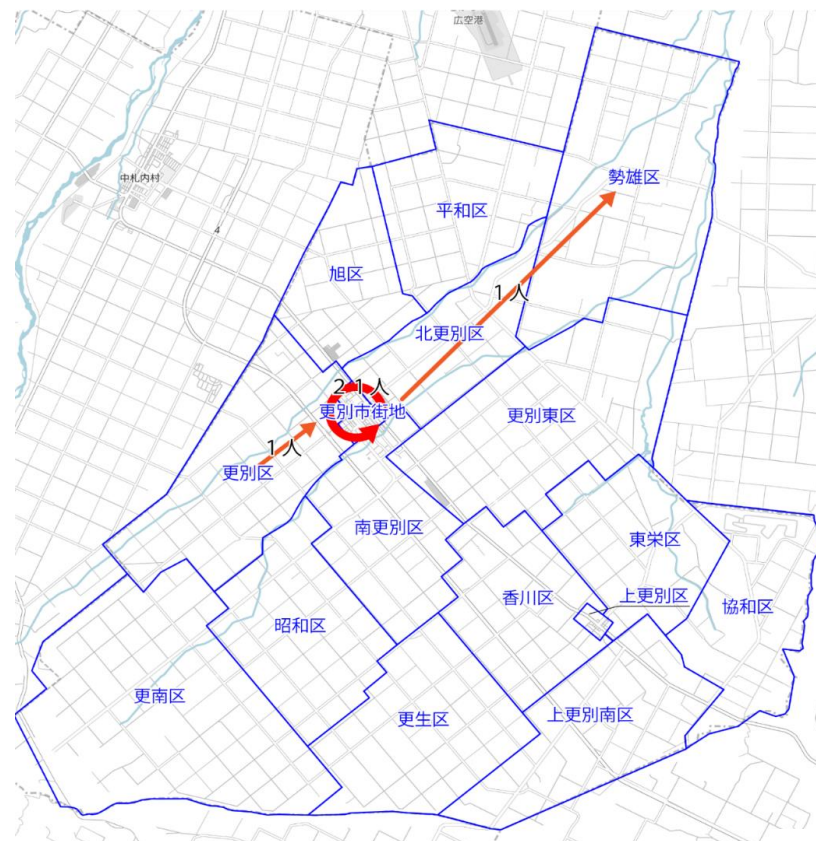 広空港
中札内村
勢雄区
平和区
4
旭区
1人
北更別区
21人
更別市街地
更別東区
1人
更別区
南更別区
東栄区
香川区
上更別区
協和区
昭和区
更南区
更生区
上更別南区